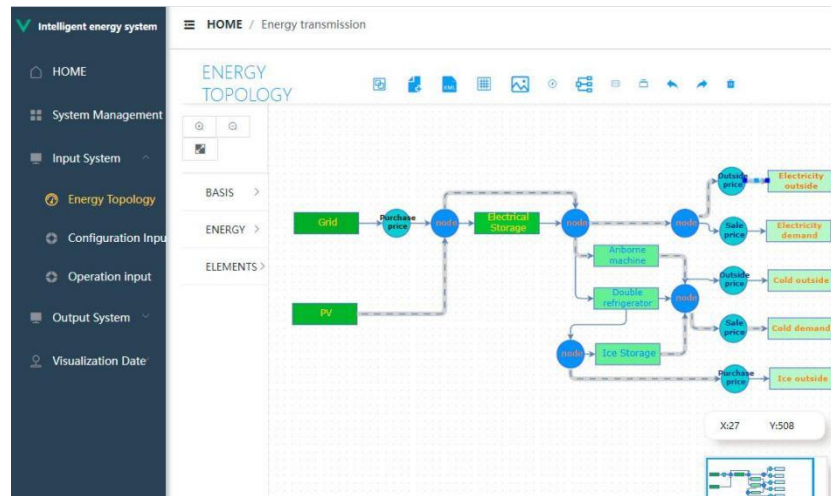 Intelligent energy system
HOME / Energy transmission
HOME
System Management
Input System
Energy Topology
Configuration Inpu
Operation input
Output System
Visualization Date
ENERGY
TOPOLOGY
XML
BASIS
ENERGY
ELEMENTS
Grid
Purchase
price
node
Electrical
Storage
node
node
Outside
price
Electricity
outside
Sale
price
Electricity
demand
Airborne
machine
Double
refrigerator
node
Outside
price
Cold outside
Sale
price
Cold demand
PV
node
Ice Storage
Purchase
price
Ice outside
X:27 Y:508